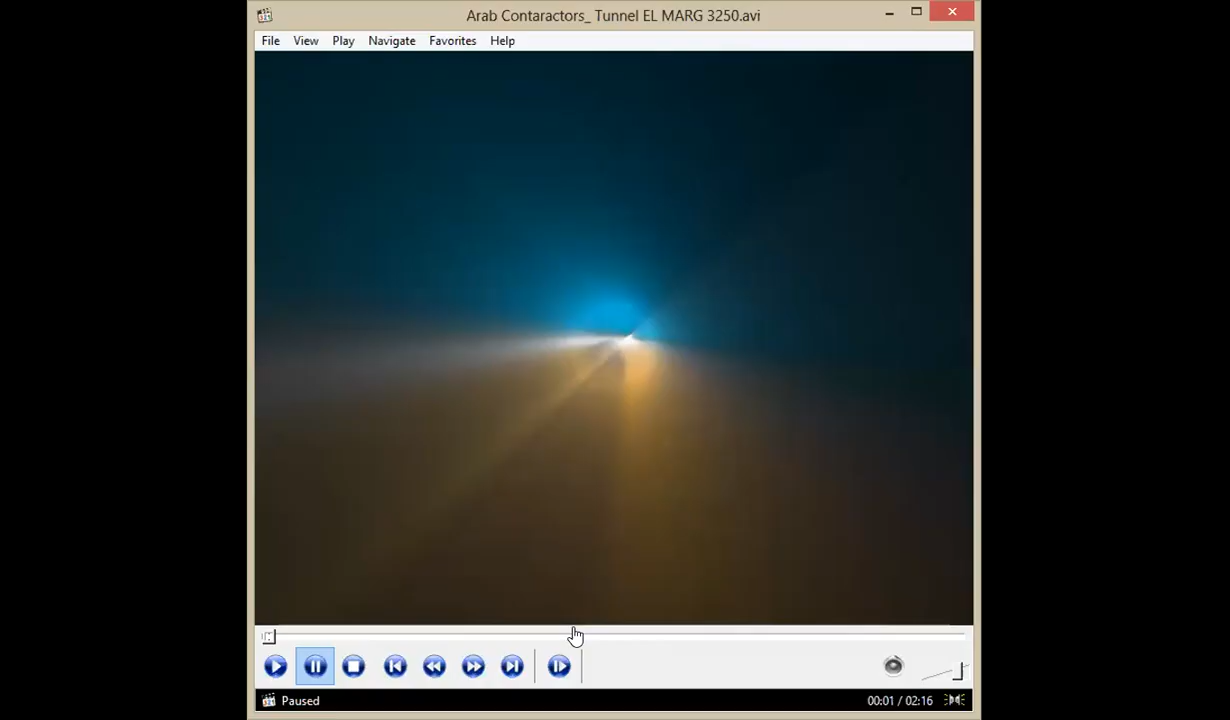 Arab Contaractors_ Tunnel EL MARG 3250.avi
File View Play Navigate Favorites Help
Paused 00:01 / 02:16